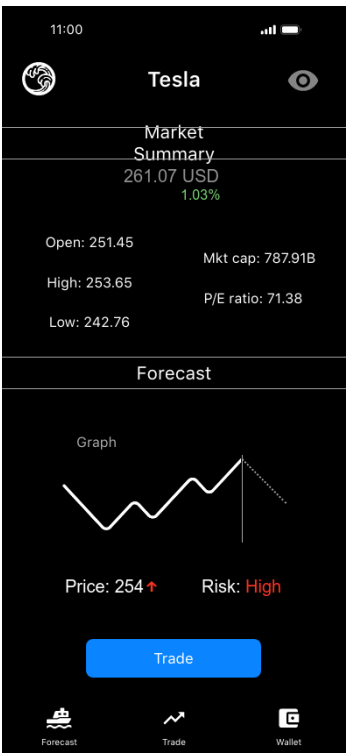 11:00
Tesla
Market
Summary
261.07 USD
1.03%
Open: 251.45
Mkt cap: 787.91B
High: 253.65
P/E ratio: 71.38
Low: 242.76
Forecast
Graph
Price: 254
Risk: High
Trade
Forecast
Trade
Wallet